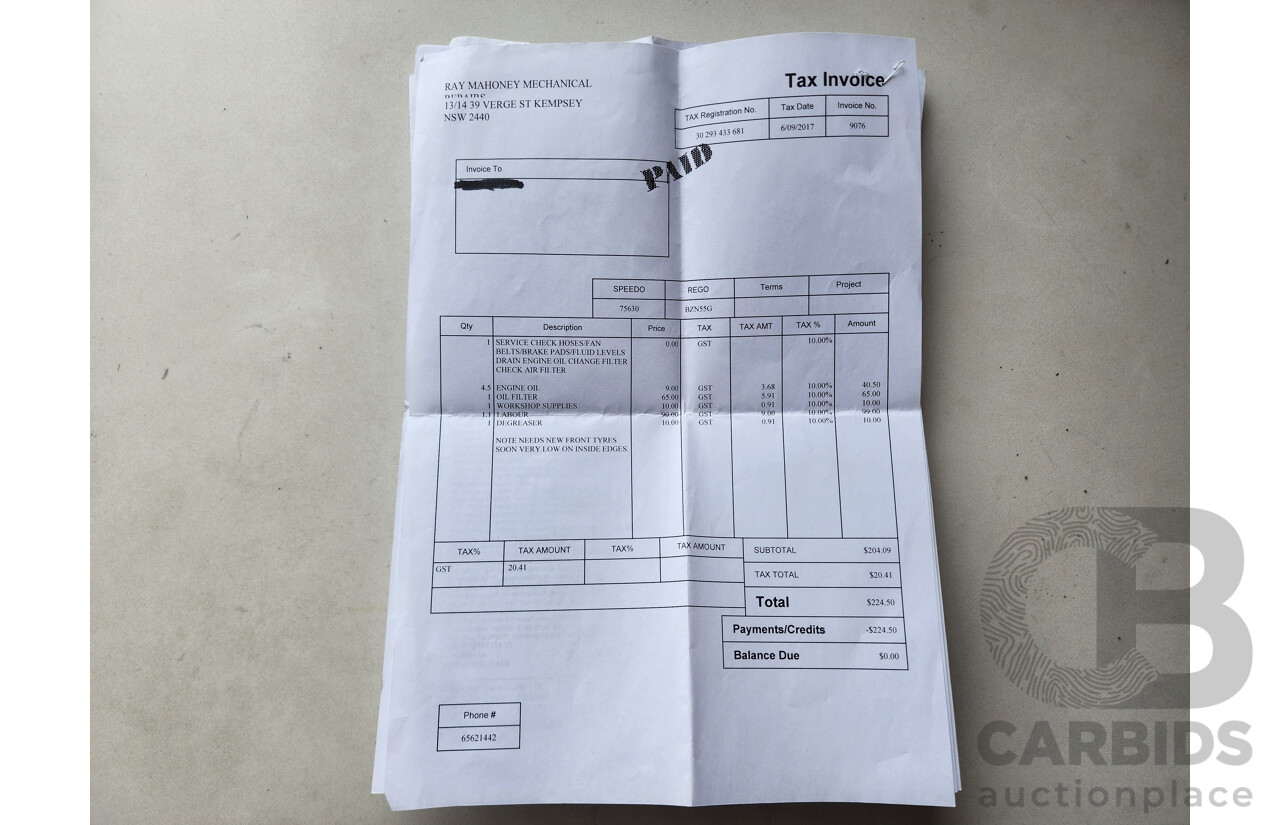 RAY MAHONEY MECHANICAL
REPAIRS
13/14 39 VERGE ST KEMPSEY
NSW 2440
Tax Invoice
TAX Registration No. Tax Date Invoice No.
30 293 433 681 6/09/2017 9076
PAID
Invoice To
SPEEDO REGO Terms Project
75630 BZN55G
Qty Description Price TAX TAX AMT TAX % Amount
1 SERVICE CHECK HOSES/FAN 0.00 GST 10.00%
BELTS/BRAKE PADS/FLUID LEVELS
DRAIN ENGINE OIL CHANGE FILTER
CHECK AIR FILTER
4.5 ENGINE OIL 9.00 GST 3.68 10.00% 40.50
1 OIL FILTER 65.00 GST 5.91 10.00% 65.00
1 WORKSHOP SUPPLIES 10.00 GST 0.91 10.00% 10.00
1.1 LABOUR 90.00 GST 9.00 10.00% 99.00
1 DEGREASER 10.00 GST 0.91 10.00% 10.00
NOTE NEEDS NEW FRONT TYRES
SOON VERY LOW ON INSIDE EDGES.
TAX% TAX AMOUNT TAX% TAX AMOUNT
GST 20.41
SUBTOTAL $204.09
TAX TOTAL $20.41
Total $224.50
Payments/Credits -$224.50
Balance Due $0.00
Phone #
65621442
CB
CARBIDS
auctionplace